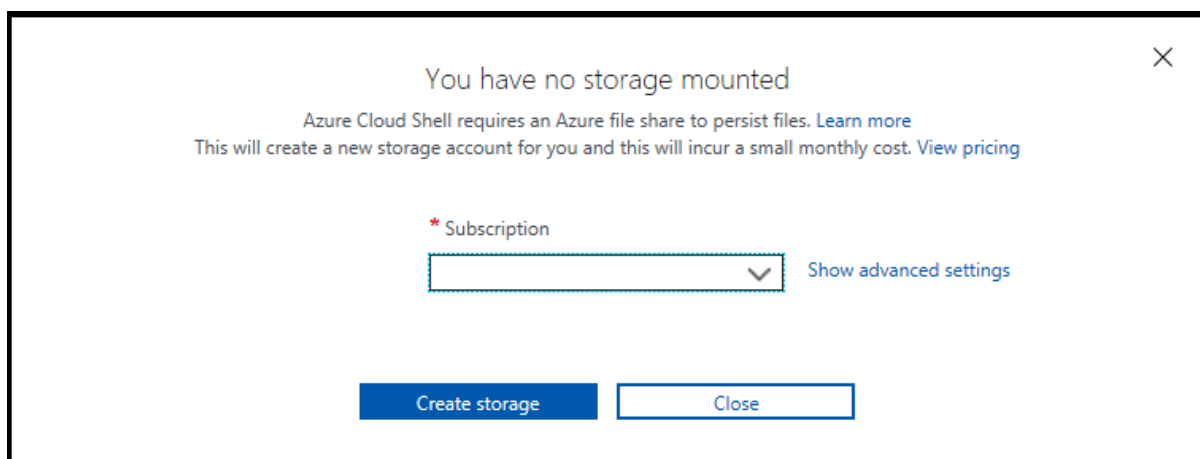 You have no storage mounted
Azure Cloud Shell requires an Azure file share to persist files. Learn more
This will create a new storage account for you and this will incur a small monthly cost. View pricing
* Subscription
Show advanced settings
Create storage
Close